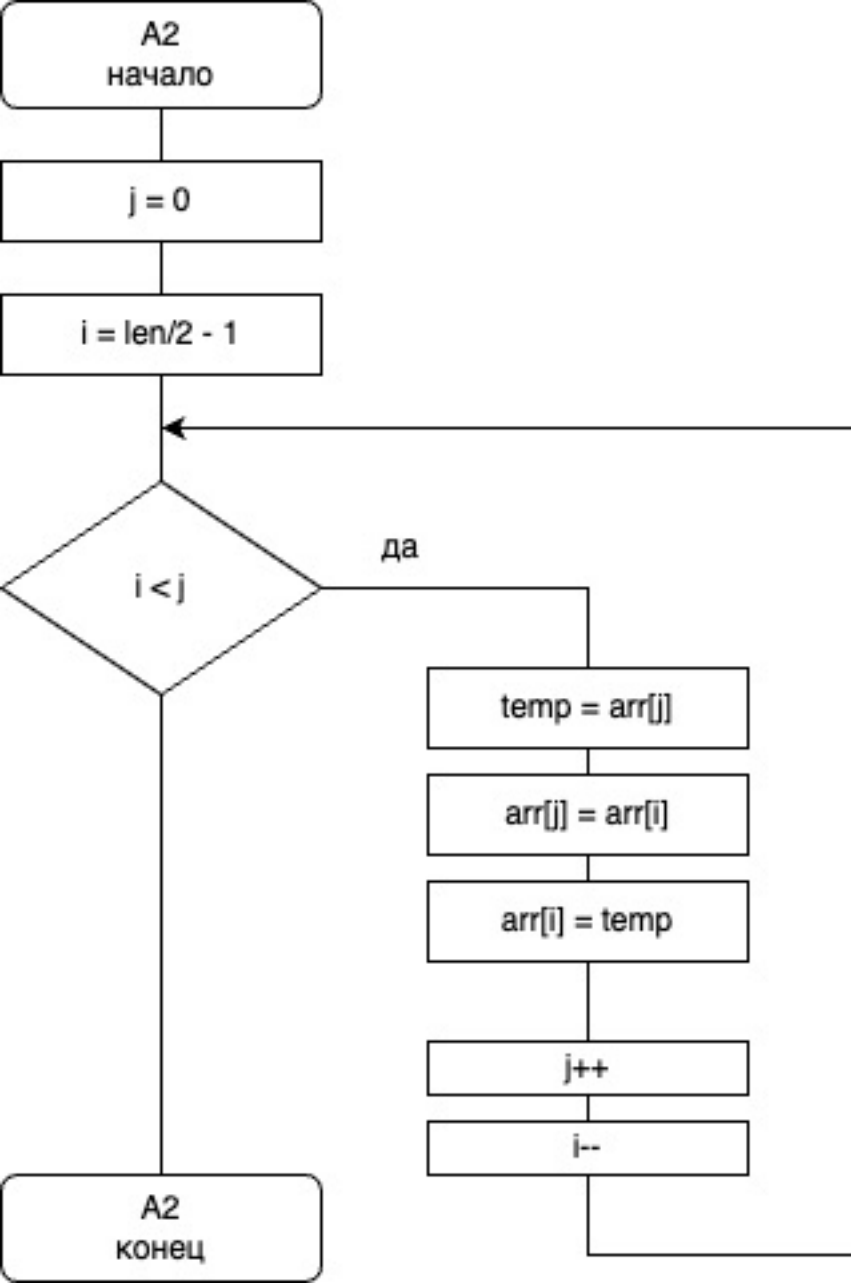 A2
начало
j = 0
i = len/2 - 1
да
i < j
temp = arr[j]
arr[j] = arr[i]
arr[i] = temp
j++
i--
A2
конец